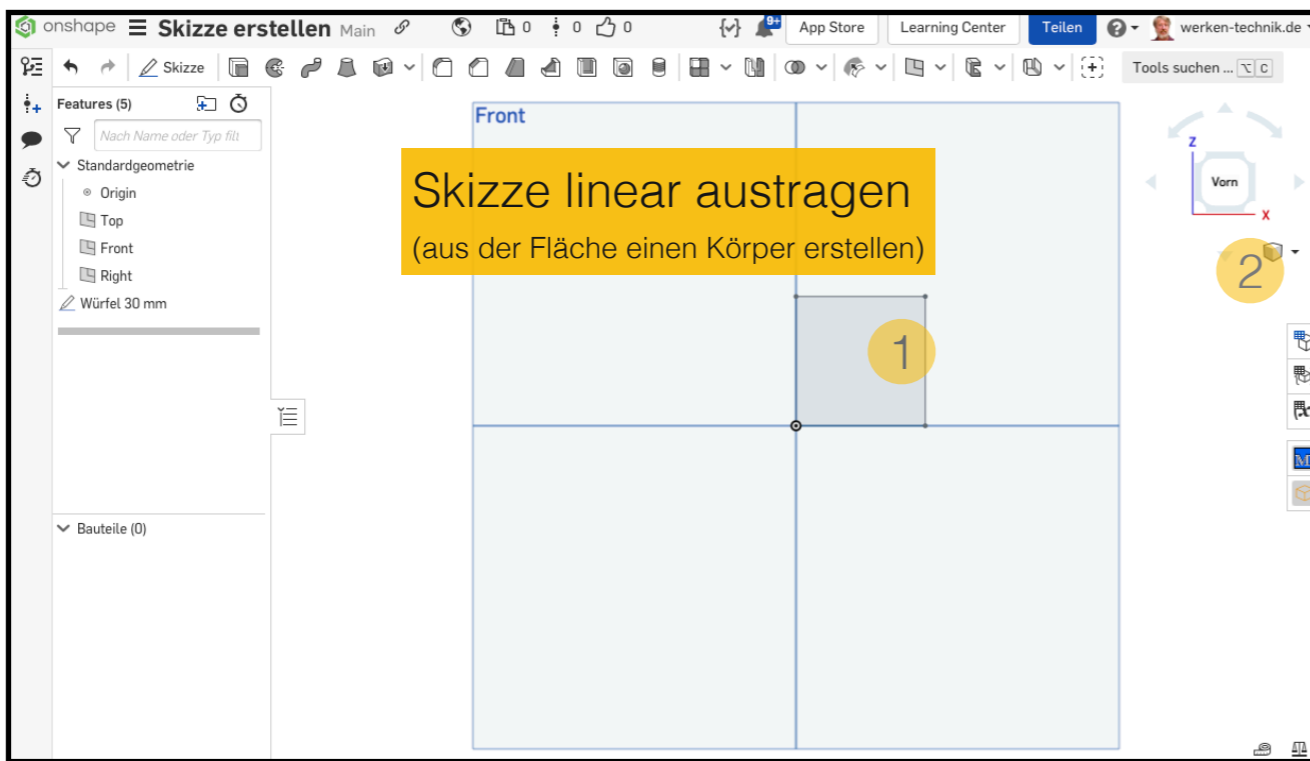 onshape Skizze erstellen Main 0 0 0 9+ App Store Learning Center Teilen werken-technik.de
Skizze Tools suchen ... ⌥ C
Features (5)
Nach Name oder Typ filt
Standardgeometrie
Origin
Top
Front
Right
Würfel 30 mm
Bauteile (0)
Front
Skizze linear austragen
(aus der Fläche einen Körper erstellen)
1
Z
Vorn
X
2
M